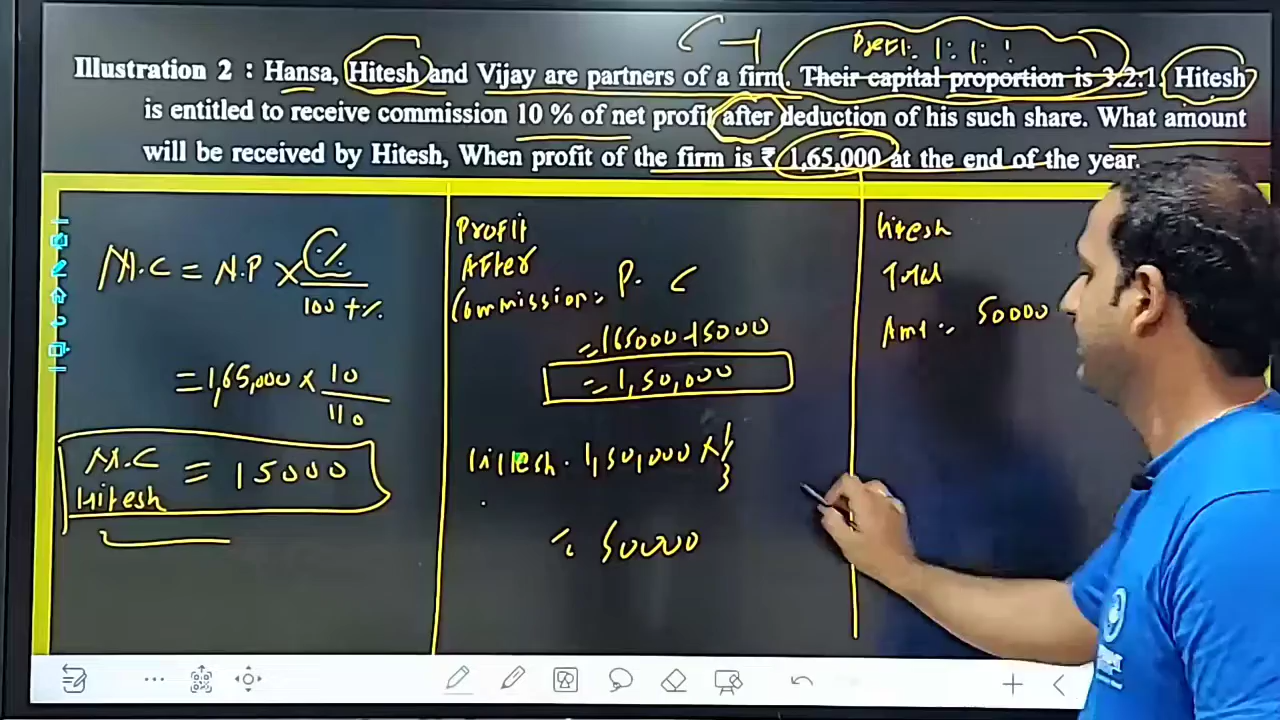 C -
Profit. 1:1:1
Illustration 2 : Hansa, Hitesh and Vijay are partners of a firm. Their capital proportion is 3:2:1. Hitesh
is entitled to receive commission 10 % of net profit after deduction of his such share. What amount
will be received by Hitesh, When profit of the firm is ₹ 1,65,000 at the end of the year.
M.C = N.P × %
100 + %
= 1,65,000 × 10
110
M.C
Hitesh = 15000
Profit
After
Commission = P - C
= 165000 - 15000
= 1,50,000
Hitesh = 1,50,000 × 1
3
= 50000
Hitesh
Total
Amt = 50000